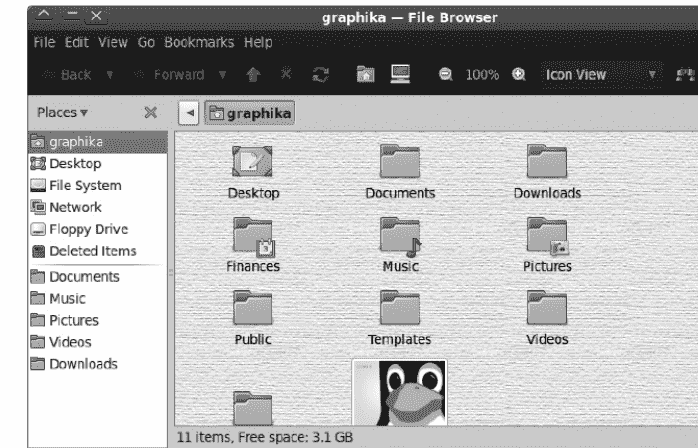 graphika — File Browser
File Edit View Go Bookmarks Help
Back Forward 100% Icon View
Places graphika
graphika
Desktop
File System
Network
Floppy Drive
Deleted Items
Documents
Music
Pictures
Videos
Downloads
Desktop Documents Downloads
Finances Music Pictures
Public Templates Videos
11 items, Free space: 3.1 GB